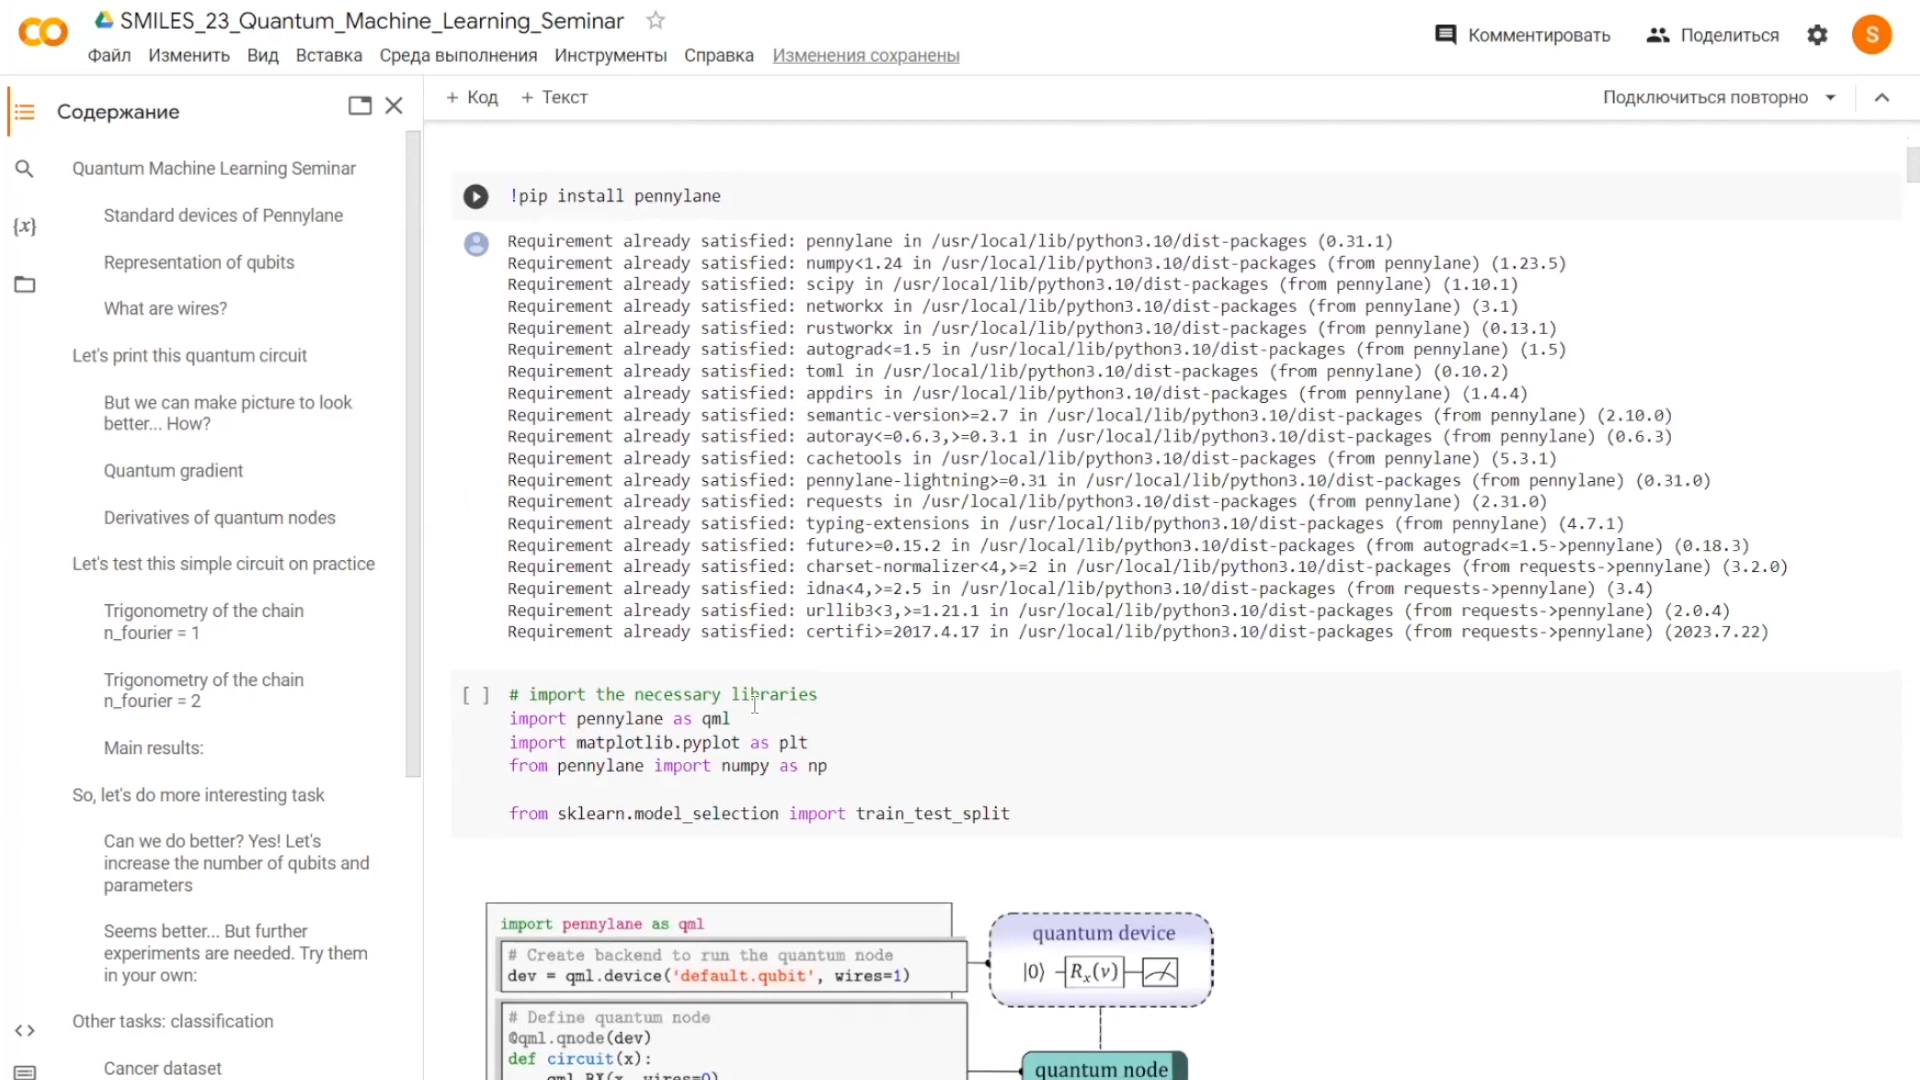 SMILES_23_Quantum_Machine_Learning_Seminar
Файл Изменить Вид Вставка Среда выполнения Инструменты Справка Изменения сохранены
Комментировать Поделиться S
Содержание
Quantum Machine Learning Seminar
Standard devices of Pennylane
Representation of qubits
What are wires?
Let's print this quantum circuit
But we can make picture to look
better... How?
Quantum gradient
Derivatives of quantum nodes
Let's test this simple circuit on practice
Trigonometry of the chain
n_fourier = 1
Trigonometry of the chain
n_fourier = 2
Main results:
So, let's do more interesting task
Can we do better? Yes! Let's
increase the number of qubits and
parameters
Seems better... But further
experiments are needed. Try them
in your own:
Other tasks: classification
Cancer dataset
+ Код + Текст
Подключиться повторно
!pip install pennylane
Requirement already satisfied: pennylane in /usr/local/lib/python3.10/dist-packages (0.31.1)
Requirement already satisfied: numpy<1.24 in /usr/local/lib/python3.10/dist-packages (from pennylane) (1.23.5)
Requirement already satisfied: scipy in /usr/local/lib/python3.10/dist-packages (from pennylane) (1.10.1)
Requirement already satisfied: networkx in /usr/local/lib/python3.10/dist-packages (from pennylane) (3.1)
Requirement already satisfied: rustworkx in /usr/local/lib/python3.10/dist-packages (from pennylane) (0.13.1)
Requirement already satisfied: autograd<=1.5 in /usr/local/lib/python3.10/dist-packages (from pennylane) (1.5)
Requirement already satisfied: toml in /usr/local/lib/python3.10/dist-packages (from pennylane) (0.10.2)
Requirement already satisfied: appdirs in /usr/local/lib/python3.10/dist-packages (from pennylane) (1.4.4)
Requirement already satisfied: semantic-version>=2.7 in /usr/local/lib/python3.10/dist-packages (from pennylane) (2.10.0)
Requirement already satisfied: autoray<=0.6.3,>=0.3.1 in /usr/local/lib/python3.10/dist-packages (from pennylane) (0.6.3)
Requirement already satisfied: cachetools in /usr/local/lib/python3.10/dist-packages (from pennylane) (5.3.1)
Requirement already satisfied: pennylane-lightning>=0.31 in /usr/local/lib/python3.10/dist-packages (from pennylane) (0.31.0)
Requirement already satisfied: requests in /usr/local/lib/python3.10/dist-packages (from pennylane) (2.31.0)
Requirement already satisfied: typing-extensions in /usr/local/lib/python3.10/dist-packages (from pennylane) (4.7.1)
Requirement already satisfied: future>=0.15.2 in /usr/local/lib/python3.10/dist-packages (from autograd<=1.5->pennylane) (0.18.3)
Requirement already satisfied: charset-normalizer<4,>=2 in /usr/local/lib/python3.10/dist-packages (from requests->pennylane) (3.2.0)
Requirement already satisfied: idna<4,>=2.5 in /usr/local/lib/python3.10/dist-packages (from requests->pennylane) (3.4)
Requirement already satisfied: urllib3<3,>=1.21.1 in /usr/local/lib/python3.10/dist-packages (from requests->pennylane) (2.0.4)
Requirement already satisfied: certifi>=2017.4.17 in /usr/local/lib/python3.10/dist-packages (from requests->pennylane) (2023.7.22)
[ ] # import the necessary libraries
import pennylane as qml
import matplotlib.pyplot as plt
from pennylane import numpy as np
from sklearn.model_selection import train_test_split
import pennylane as qml
# Create backend to run the quantum node
dev = qml.device('default.qubit', wires=1)
# Define quantum node
@qml.qnode(dev)
def circuit(x):
qml.RX(x, wires=0)
quantum device
|0⟩ Rx(v)
quantum node